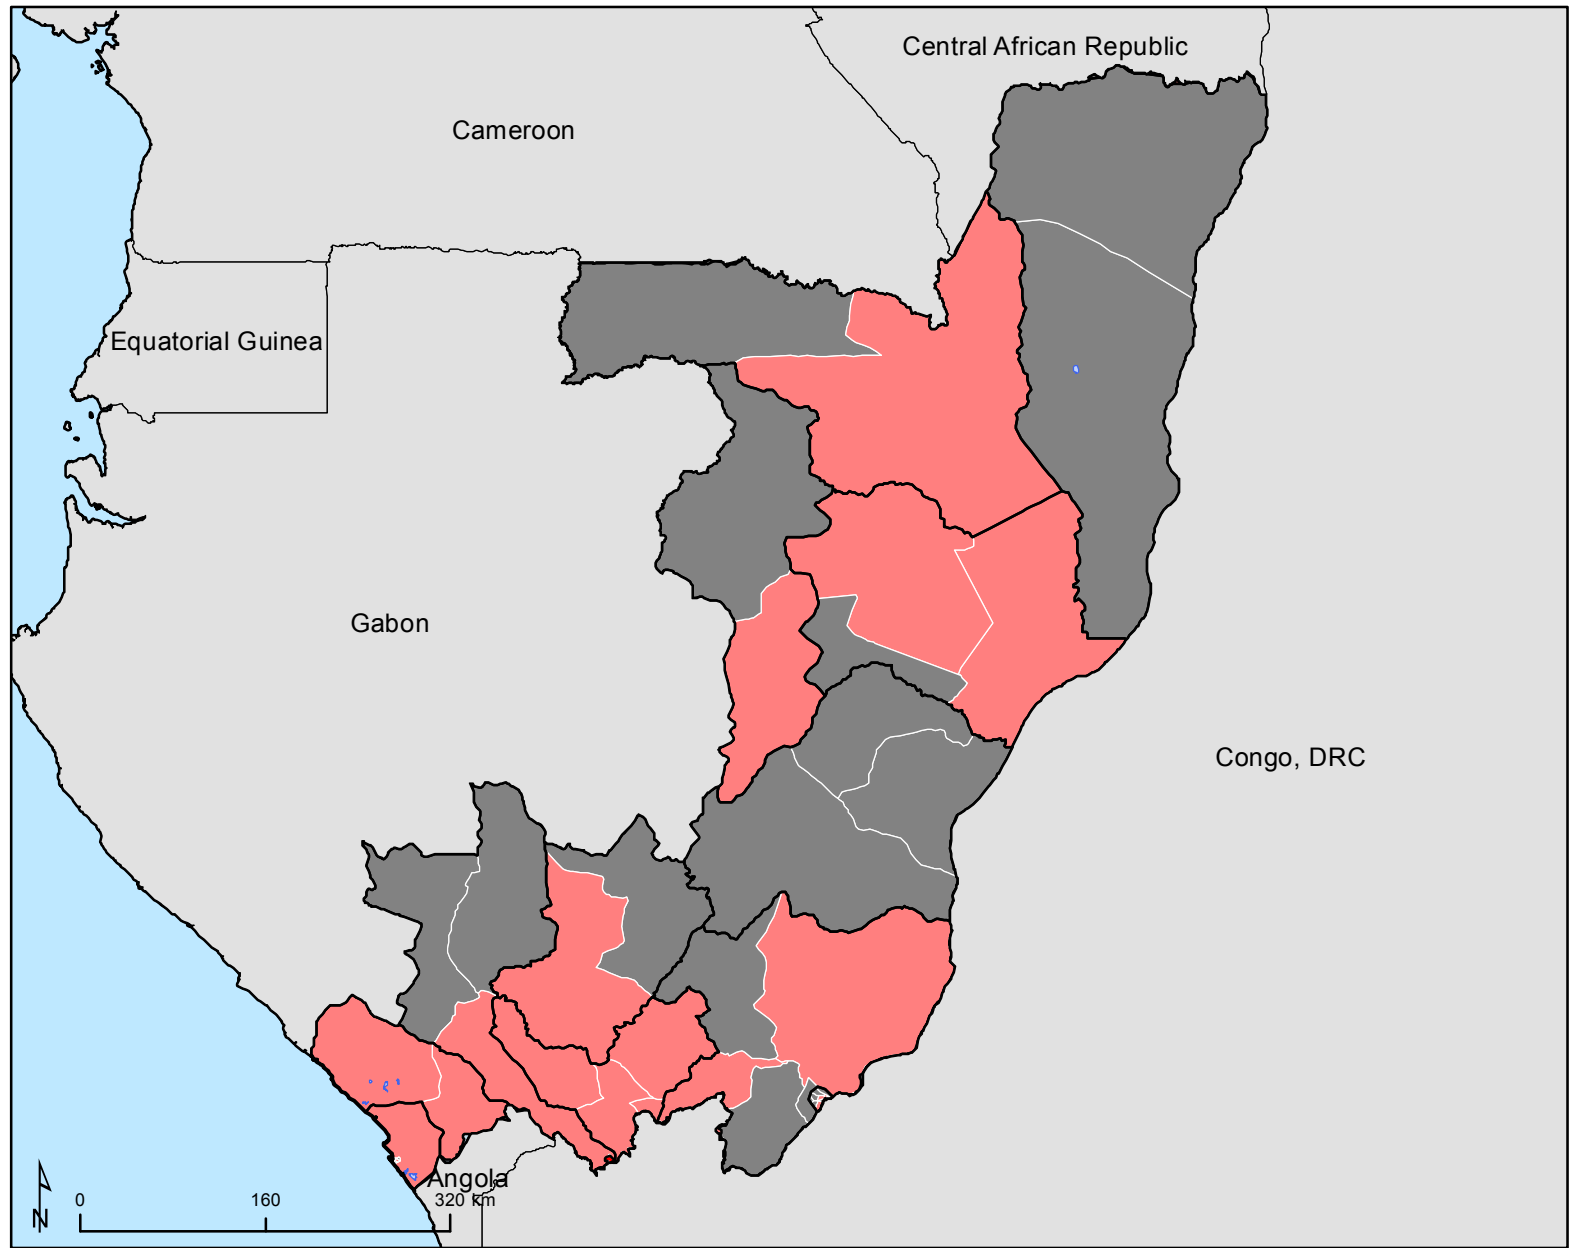 Central African Republic
Cameroon
Equatorial Guinea
Gabon
Congo, DRC
Angola
0 160 320 km
N